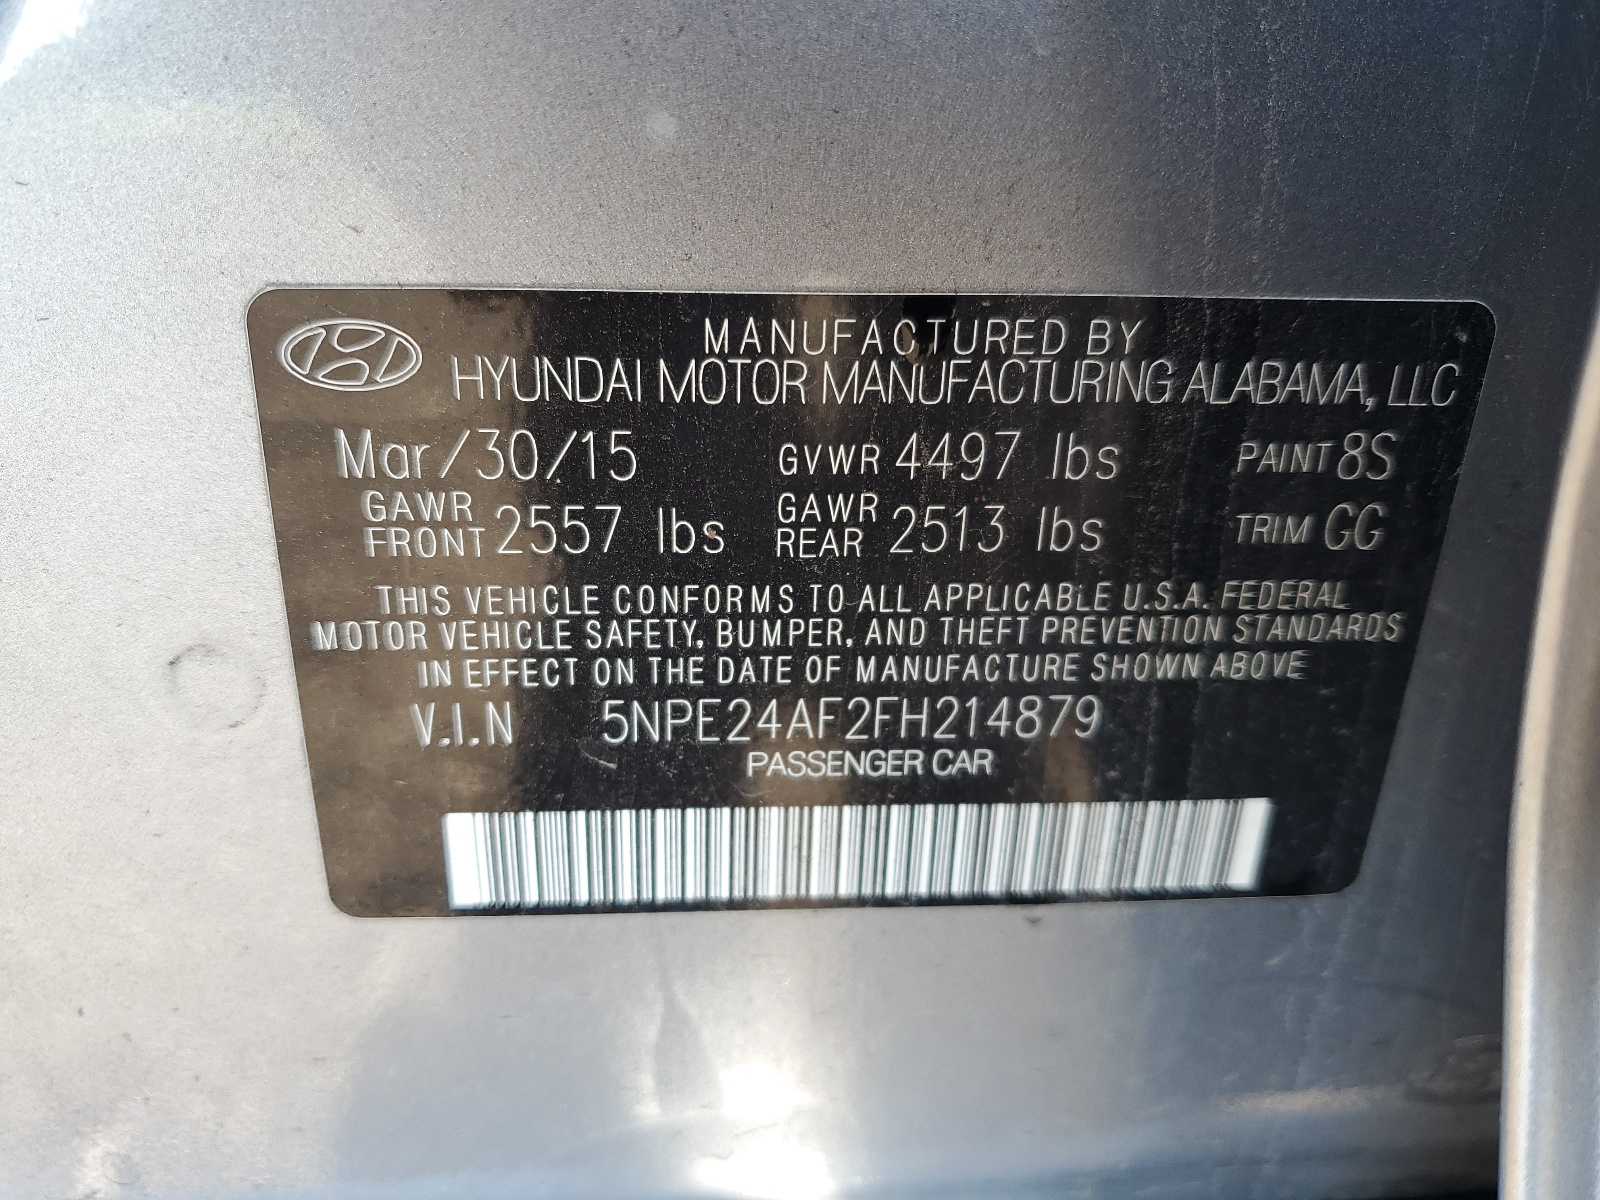 MANUFACTURED BY
HYUNDAI MOTOR MANUFACTURING ALABAMA, LLC
Mar/30/15 GVWR 4497 lbs PAINT 8S
GAWR FRONT 2557 lbs GAWR REAR 2513 lbs TRIM GG
THIS VEHICLE CONFORMS TO ALL APPLICABLE U.S.A. FEDERAL
MOTOR VEHICLE SAFETY, BUMPER, AND THEFT PREVENTION STANDARDS
IN EFFECT ON THE DATE OF MANUFACTURE SHOWN ABOVE
V.I.N 5NPE24AF2FH214879
PASSENGER CAR